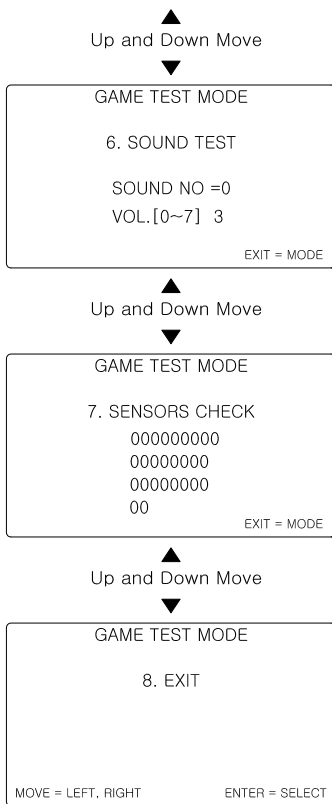 Up and Down Move
GAME TEST MODE
6. SOUND TEST
SOUND NO =0
VOL.[0~7] 3
EXIT = MODE
Up and Down Move
GAME TEST MODE
7. SENSORS CHECK
000000000
00000000
00000000
00
EXIT = MODE
Up and Down Move
GAME TEST MODE
8. EXIT
MOVE = LEFT, RIGHT ENTER = SELECT